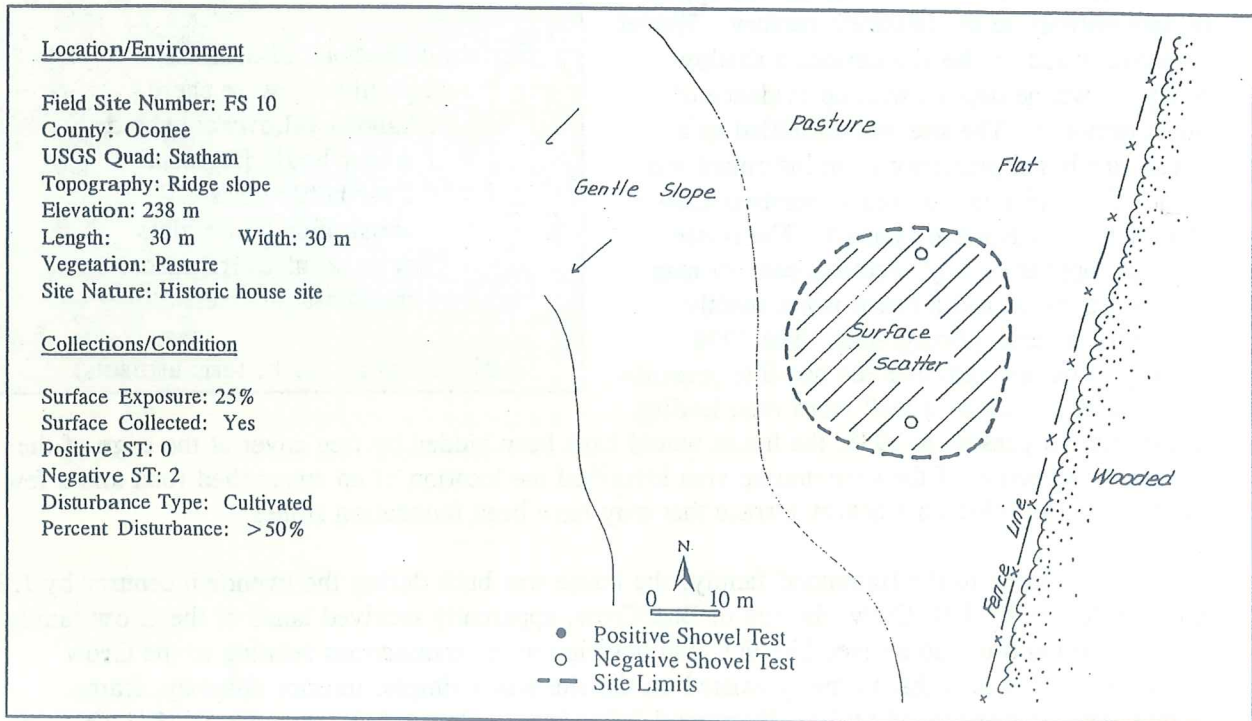 Location/Environment
Field Site Number: FS 10
County: Oconee
USGS Quad: Statham
Topography: Ridge slope
Elevation: 238 m
Length: 30 m Width: 30 m
Vegetation: Pasture
Site Nature: Historic house site
Collections/Condition
Surface Exposure: 25%
Surface Collected: Yes
Positive ST: 0
Negative ST: 2
Disturbance Type: Cultivated
Percent Disturbance: >50%
Pasture
Flat
Gentle Slope
Surface
Scatter
Wooded
Fence Line
N
0 10 m
Positive Shovel Test
Negative Shovel Test
Site Limits